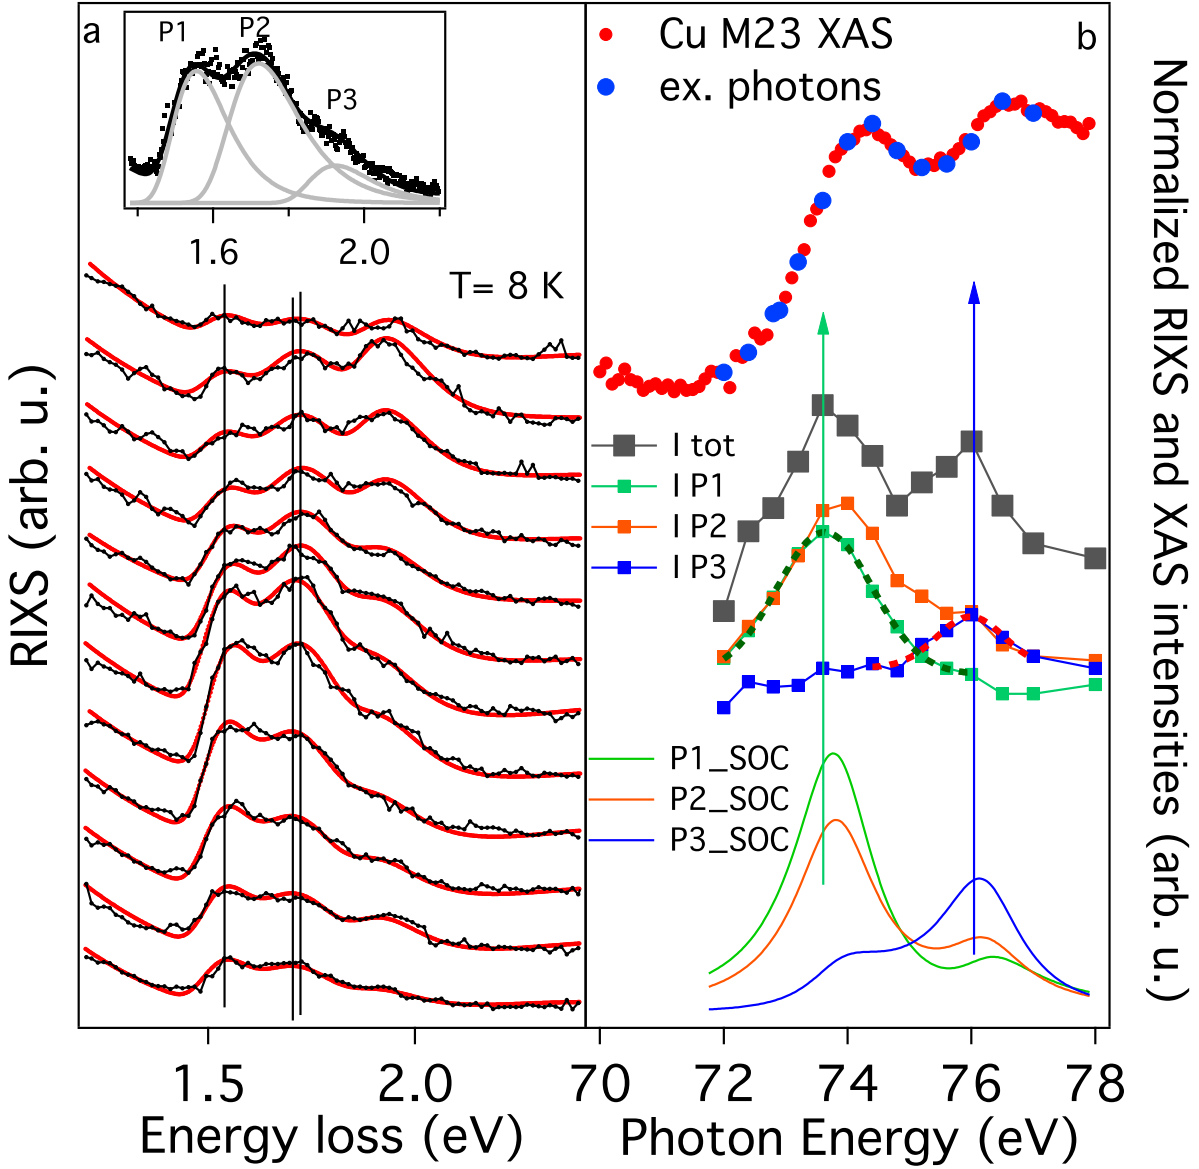 a
P1
P2
P3
1.6
2.0
T= 8 K
RIXS (arb. u.)
1.5
2.0
Energy loss (eV)
b
Cu M23 XAS
ex. photons
I tot
I P1
I P2
I P3
P1_SOC
P2_SOC
P3_SOC
70
72
74
76
78
Photon Energy (eV)
Normalized RIXS and XAS intensities (arb. u.)